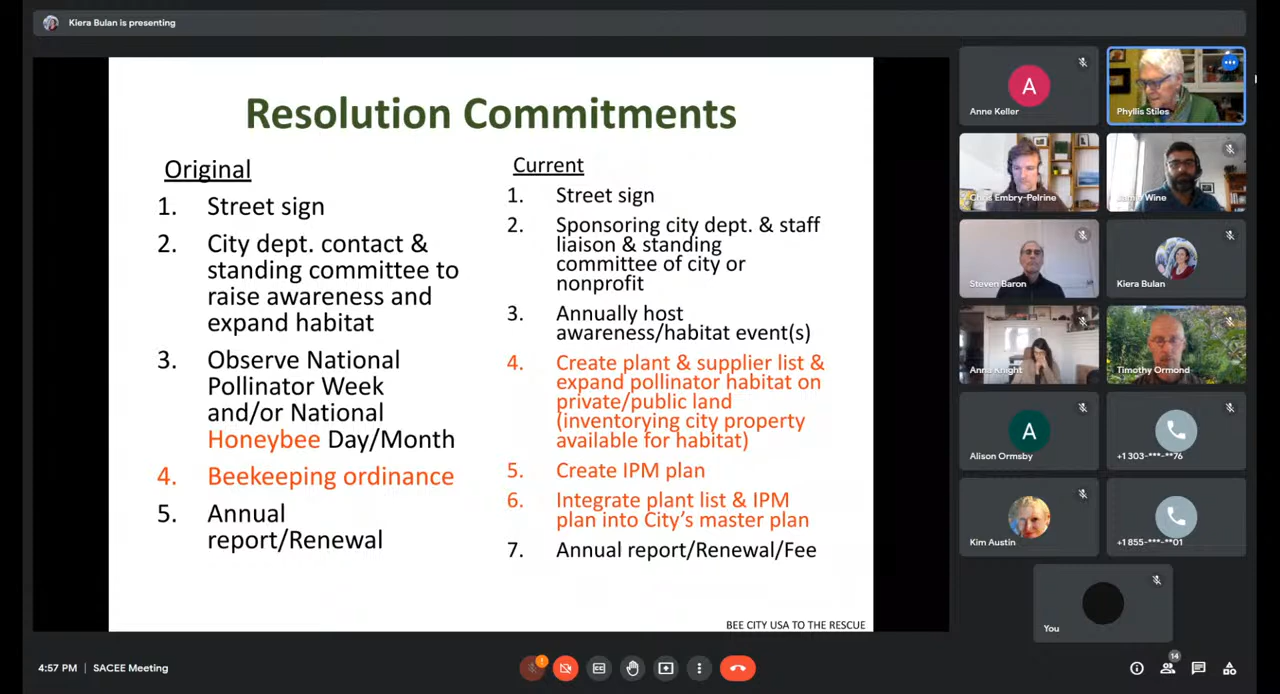 Kiera Bulan is presenting
Resolution Commitments
Original
1. Street sign
2. City dept. contact &
standing committee to
raise awareness and
expand habitat
3. Observe National
Pollinator Week
and/or National
Honeybee Day/Month
4. Beekeeping ordinance
5. Annual
report/Renewal
Current
1. Street sign
2. Sponsoring city dept. & staff
liaison & standing
committee of city or
nonprofit
3. Annually host
awareness/habitat event(s)
4. Create plant & supplier list &
expand pollinator habitat on
private/public land
(inventorying city property
available for habitat)
5. Create IPM plan
6. Integrate plant list & IPM
plan into City's master plan
7. Annual report/Renewal/Fee
BEE CITY USA TO THE RESCUE
A
Anne Keller
Phyllis Stiles
Embry-Pelrine
Wine
Steven Baron
Kiera Bulan
Anna Knight
Timothy Ormond
A
Alison Ormsby
+1 303-***-**76
Kim Austin
+1 855-***-**01
You
4:57 PM | SACEE Meeting
14